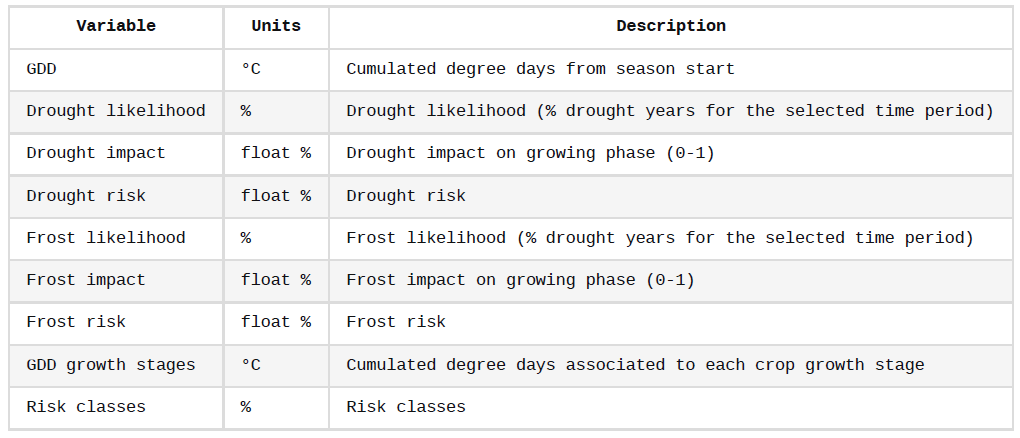 Variable Units Description
GDD °C Cumulated degree days from season start
Drought likelihood % Drought likelihood (% drought years for the selected time period)
Drought impact float % Drought impact on growing phase (0-1)
Drought risk float % Drought risk
Frost likelihood % Frost likelihood (% drought years for the selected time period)
Frost impact float % Frost impact on growing phase (0-1)
Frost risk float % Frost risk
GDD growth stages °C Cumulated degree days associated to each crop growth stage
Risk classes % Risk classes